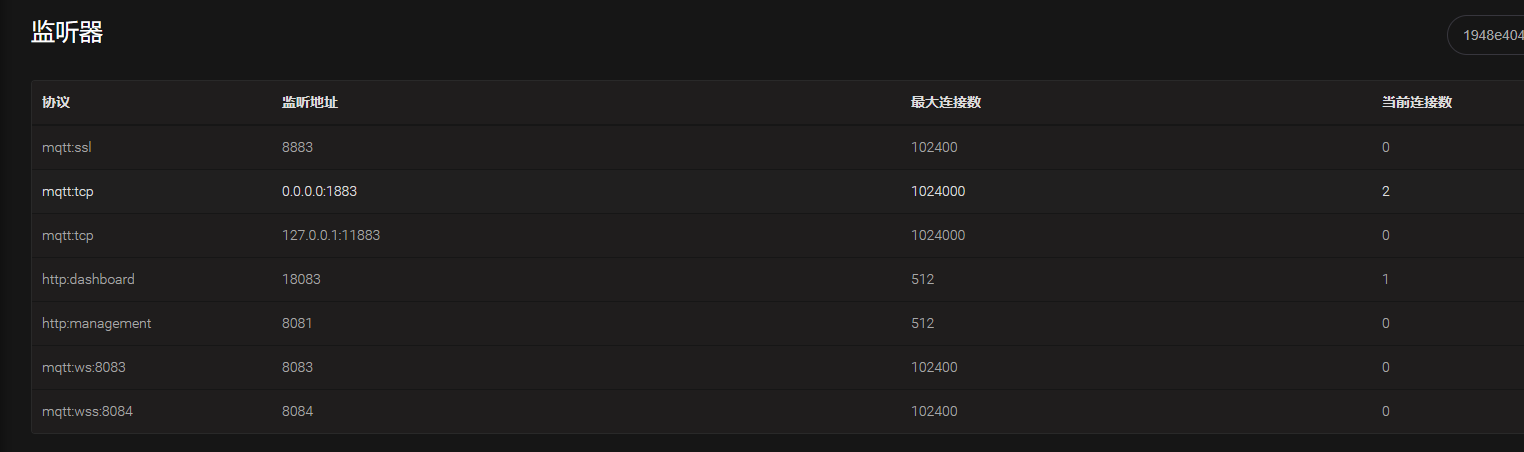 监听器
1948e404
协议 监听地址 最大连接数 当前连接数
mqtt:ssl 8883 102400 0
mqtt:tcp 0.0.0.0:1883 1024000 2
mqtt:tcp 127.0.0.1:11883 1024000 0
http:dashboard 18083 512 1
http:management 8081 512 0
mqtt:ws:8083 8083 102400 0
mqtt:wss:8084 8084 102400 0